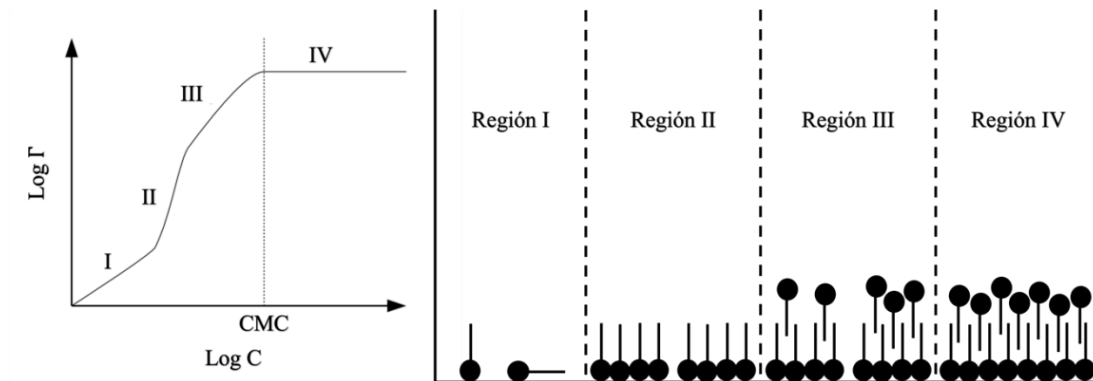 IV
III
II
I
Log Γ
CMC
Log C
Región I
Región II
Región III
Región IV